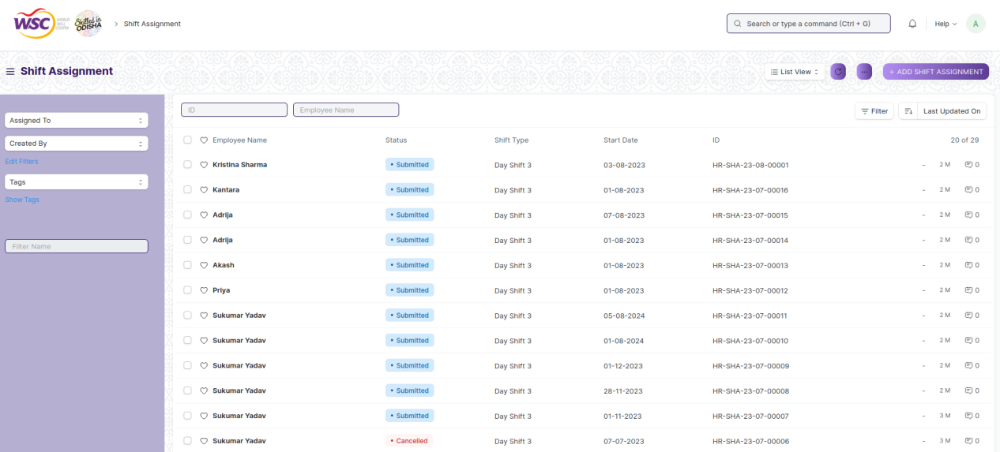 WSC WORLD SKILL CENTER Skilled in ODISHA > Shift Assignment Search or type a command (Ctrl + G) Help A
Shift Assignment List View ... + ADD SHIFT ASSIGNMENT
Assigned To
Created By
Edit Filters
Tags
Show Tags
Filter Name
ID Employee Name Filter Last Updated On
Employee Name Status Shift Type Start Date ID 20 of 29
Kristina Sharma • Submitted Day Shift 3 03-08-2023 HR-SHA-23-08-00001 - 2 M 0
Kantara • Submitted Day Shift 3 01-08-2023 HR-SHA-23-07-00016 - 2 M 0
Adrija • Submitted Day Shift 3 07-08-2023 HR-SHA-23-07-00015 - 2 M 0
Adrija • Submitted Day Shift 3 01-08-2023 HR-SHA-23-07-00014 - 2 M 0
Akash • Submitted Day Shift 3 01-08-2023 HR-SHA-23-07-00013 - 2 M 0
Priya • Submitted Day Shift 3 01-08-2023 HR-SHA-23-07-00012 - 2 M 0
Sukumar Yadav • Submitted Day Shift 3 05-08-2024 HR-SHA-23-07-00011 - 2 M 0
Sukumar Yadav • Submitted Day Shift 3 01-08-2024 HR-SHA-23-07-00010 - 2 M 0
Sukumar Yadav • Submitted Day Shift 3 01-12-2023 HR-SHA-23-07-00009 - 2 M 0
Sukumar Yadav • Submitted Day Shift 3 28-11-2023 HR-SHA-23-07-00008 - 2 M 0
Sukumar Yadav • Submitted Day Shift 3 01-11-2023 HR-SHA-23-07-00007 - 3 M 0
Sukumar Yadav • Cancelled Day Shift 3 07-07-2023 HR-SHA-23-07-00006 - 3 M 0